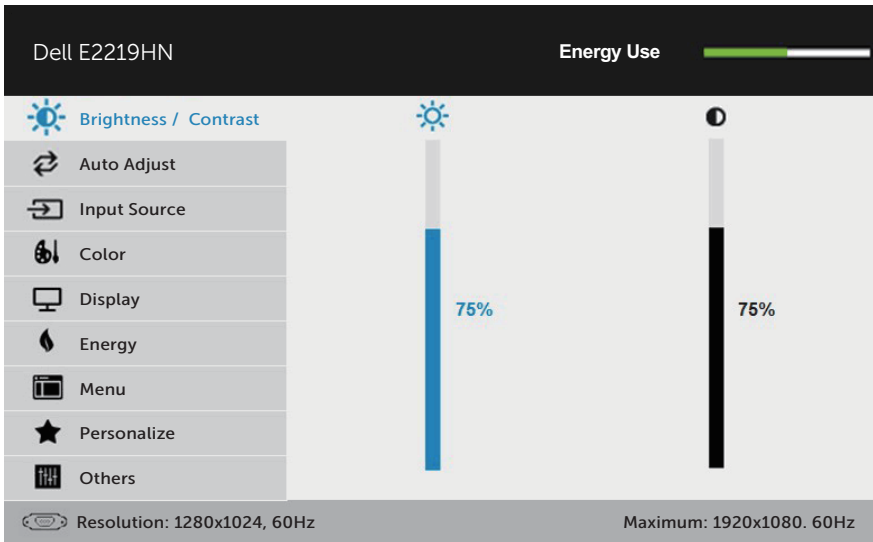 Dell E2219HN
Energy Use
Brightness / Contrast
Auto Adjust
Input Source
Color
Display
75%
75%
Energy
Menu
Personalize
Others
Resolution: 1280x1024, 60Hz
Maximum: 1920x1080. 60Hz